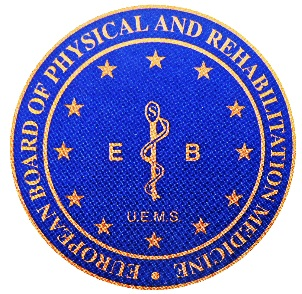 EUROPEAN BOARD OF PHYSICAL AND REHABILITATION MEDICINE
S
E B
U.E.M.S.